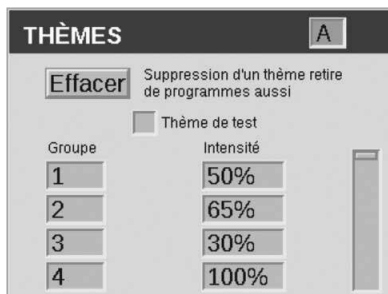 THÈMES A
Effacer Suppression d'un thème retire
de programmes aussi
Thème de test
Groupe Intensité
1 50%
2 65%
3 30%
4 100%